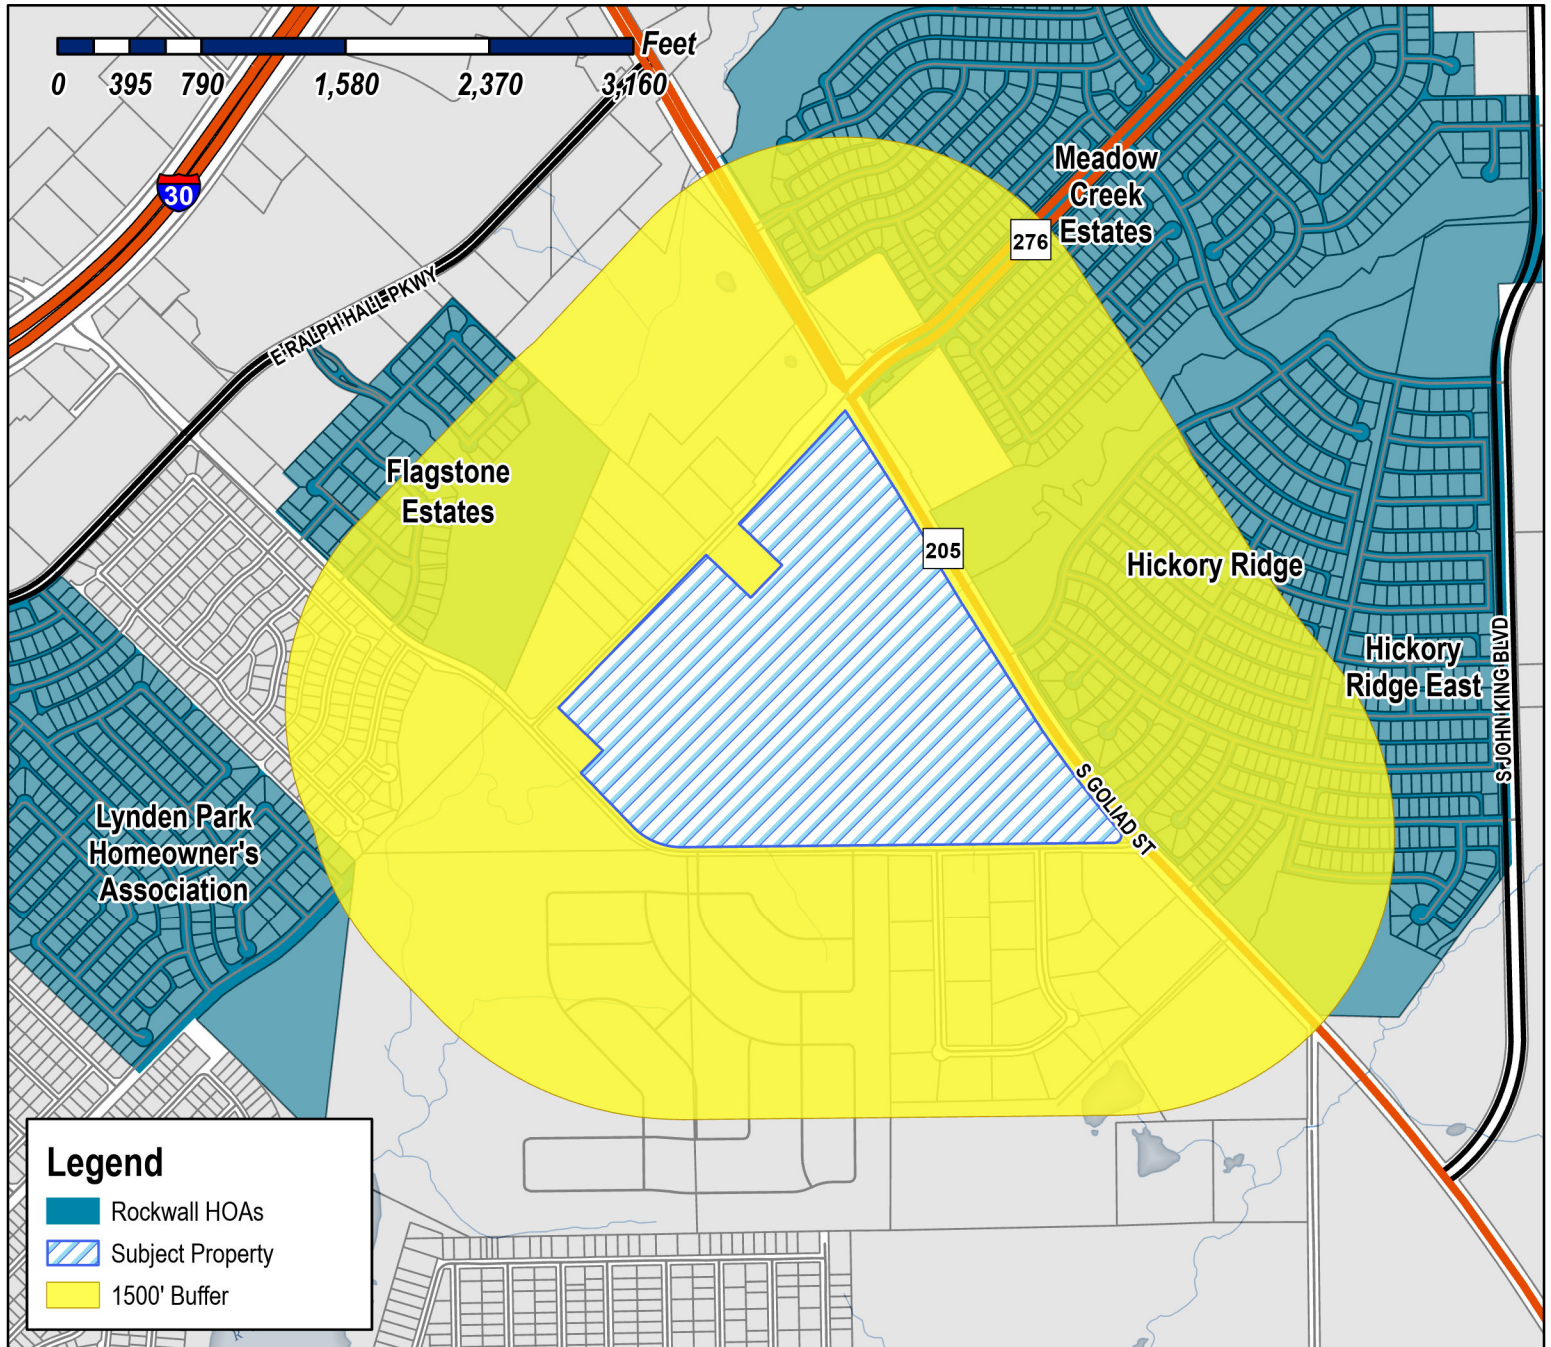 Feet
0 395 790 1,580 2,370 3,160
30
Meadow
Creek
Estates
276
E RALPH HALL PKWY
Flagstone
Estates
205
Hickory Ridge
Hickory
Ridge East
S JOHN KING BLVD
S GOLIAD ST
Lynden Park
Homeowner's
Association
Legend
Rockwall HOAs
Subject Property
1500' Buffer